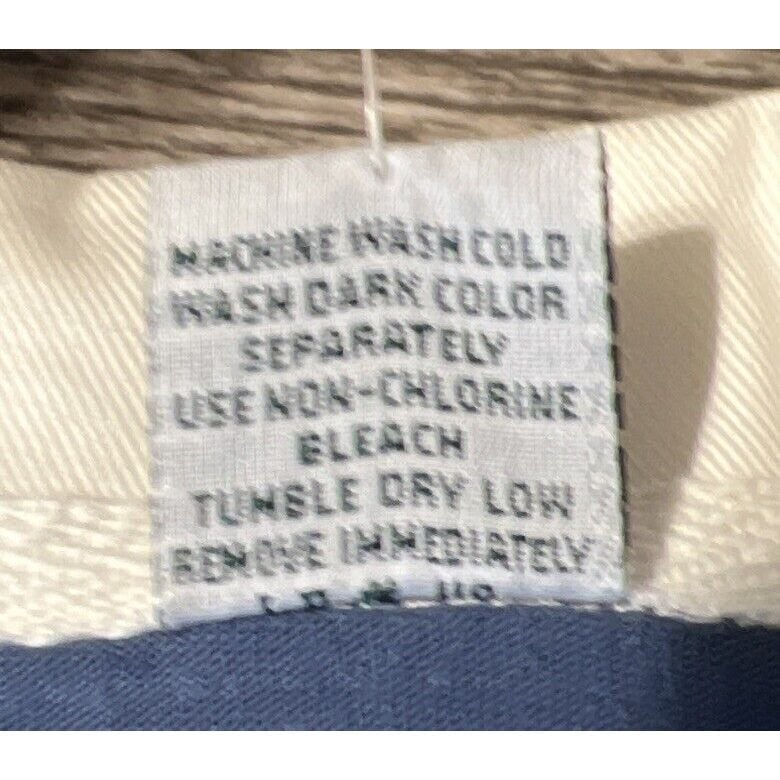 MACHINE WASH COLD
WASH DARK COLOR
SEPARATELY
USE NON-CHLORINE
BLEACH
TUMBLE DRY LOW
REMOVE IMMEDIATELY